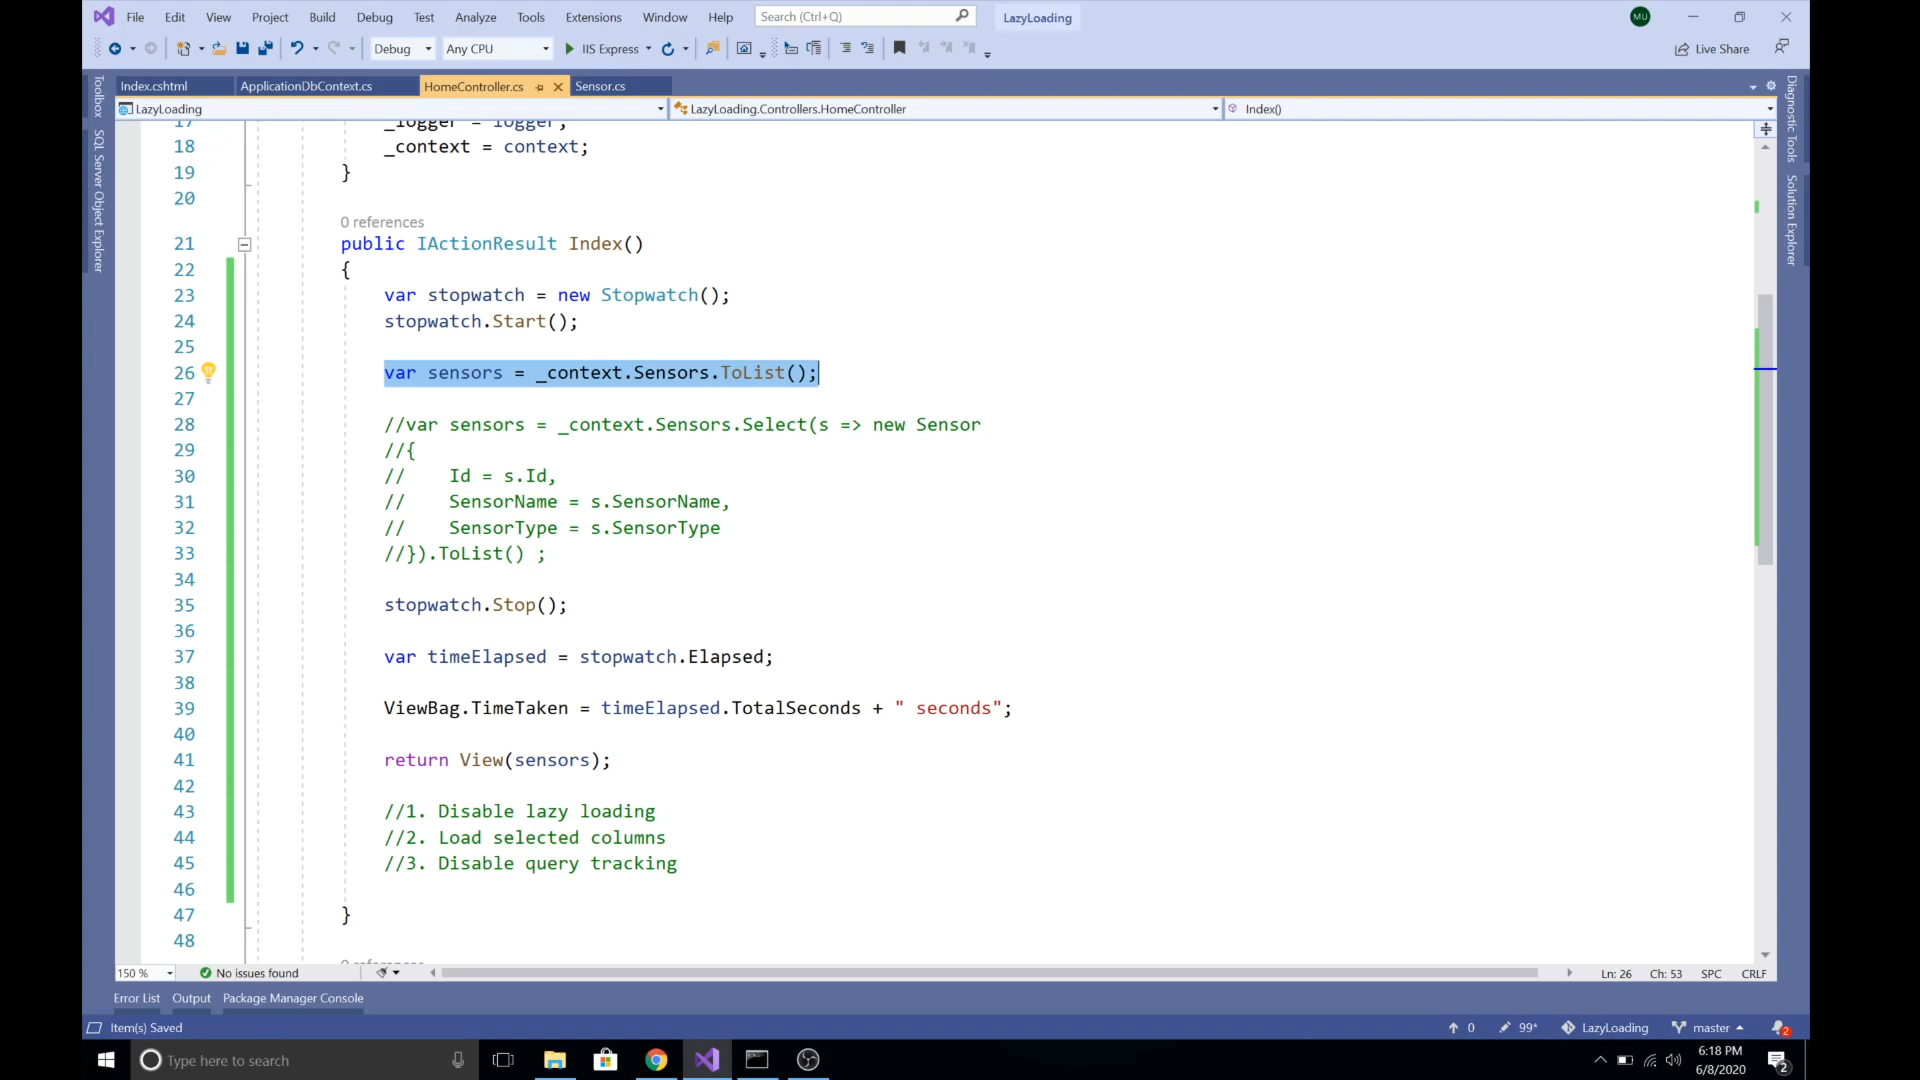 File Edit View Project Build Debug Test Analyze Tools Extensions Window Help Search (Ctrl+Q) LazyLoading MU
Debug Any CPU IIS Express Live Share
Index.cshtml ApplicationDbContext.cs HomeController.cs Sensor.cs
LazyLoading LazyLoading.Controllers.HomeController Index()
Toolbox
SQL Server Object Explorer
Diagnostic Tools
Solution Explorer
17 _logger = logger;
18 _context = context;
19 }
20
0 references
21 public IActionResult Index()
22 {
23 var stopwatch = new Stopwatch();
24 stopwatch.Start();
25
26 var sensors = _context.Sensors.ToList();
27
28 //var sensors = _context.Sensors.Select(s => new Sensor
29 //{
30 // Id = s.Id,
31 // SensorName = s.SensorName,
32 // SensorType = s.SensorType
33 //}).ToList() ;
34
35 stopwatch.Stop();
36
37 var timeElapsed = stopwatch.Elapsed;
38
39 ViewBag.TimeTaken = timeElapsed.TotalSeconds + " seconds";
40
41 return View(sensors);
42
43 //1. Disable lazy loading
44 //2. Load selected columns
45 //3. Disable query tracking
46
47 }
48
0 references
150 % No issues found Ln: 26 Ch: 53 SPC CRLF
Error List Output Package Manager Console
Item(s) Saved 0 99* LazyLoading master 2
Type here to search 6:18 PM
6/8/2020 2